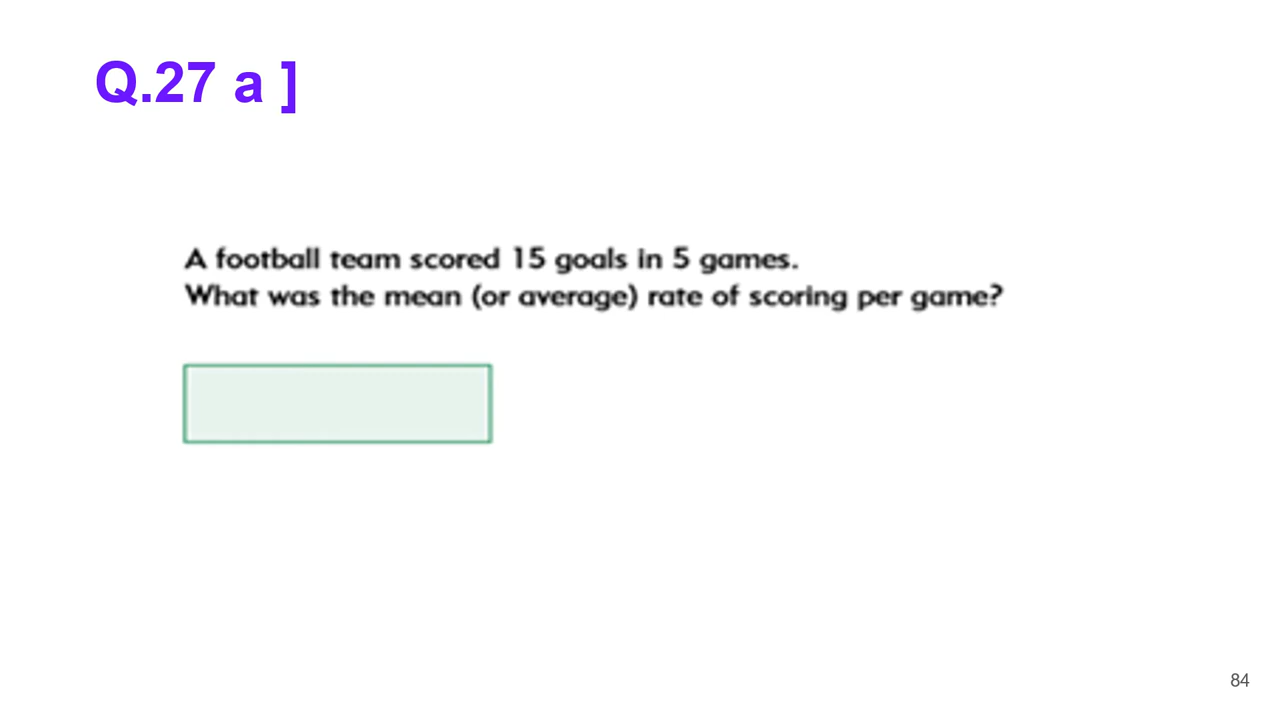 Q.27 a ]
A football team scored 15 goals in 5 games.
What was the mean (or average) rate of scoring per game?
84